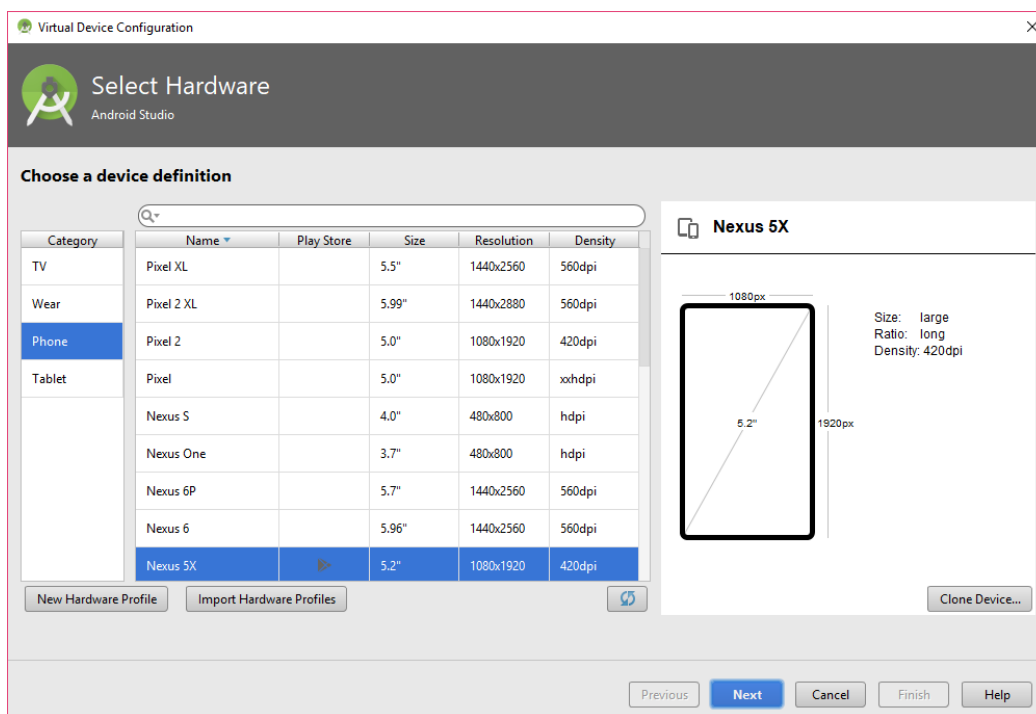 Virtual Device Configuration
Select Hardware
Android Studio
Choose a device definition
Category
TV
Wear
Phone
Tablet
Name Play Store Size Resolution Density
Pixel XL 5.5" 1440x2560 560dpi
Pixel 2 XL 5.99" 1440x2880 560dpi
Pixel 2 5.0" 1080x1920 420dpi
Pixel 5.0" 1080x1920 xxhdpi
Nexus S 4.0" 480x800 hdpi
Nexus One 3.7" 480x800 hdpi
Nexus 6P 5.7" 1440x2560 560dpi
Nexus 6 5.96" 1440x2560 560dpi
Nexus 5X 5.2" 1080x1920 420dpi
New Hardware Profile Import Hardware Profiles
Nexus 5X
1080px
Size: large
Ratio: long
Density: 420dpi
5.2" 1920px
Clone Device...
Previous Next Cancel Finish Help